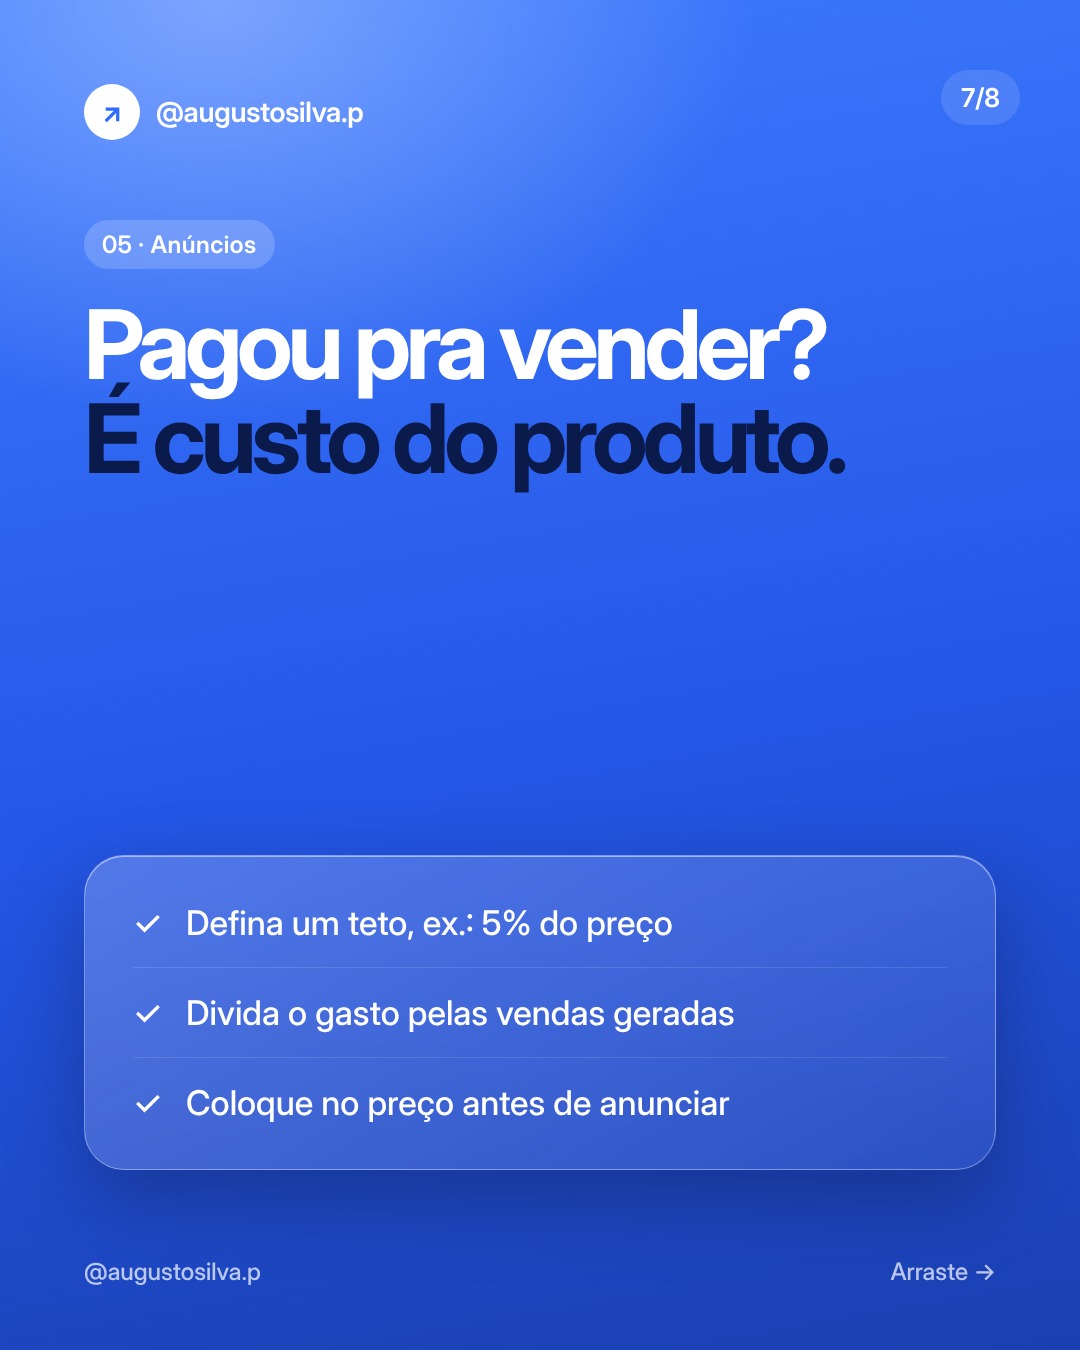 @augustosilva.p
7/8
05 · Anúncios
Pagou pra vender?
É custo do produto.
Defina um teto, ex.: 5% do preço
Divida o gasto pelas vendas geradas
Coloque no preço antes de anunciar
@augustosilva.p
Arraste →